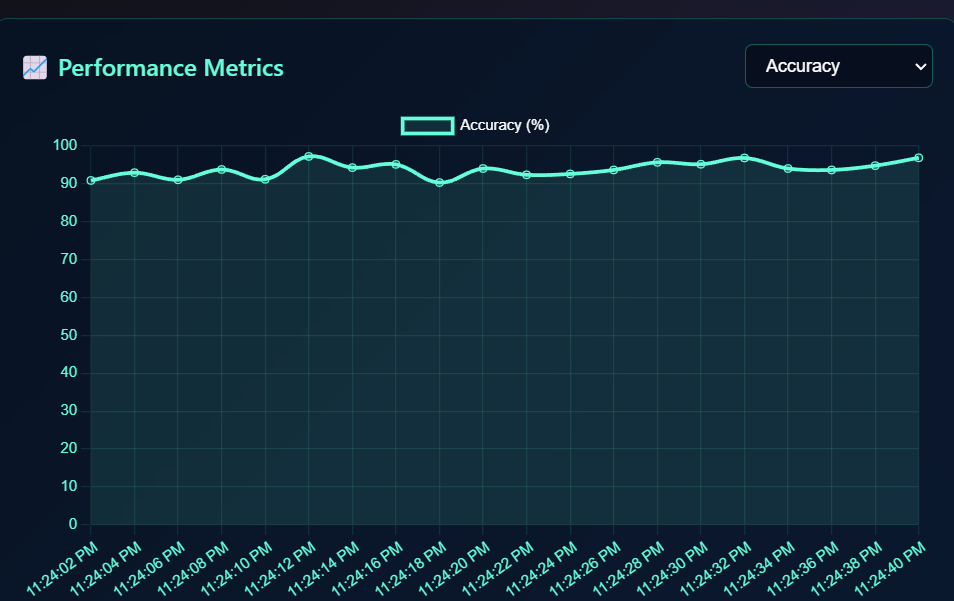 Performance Metrics
Accuracy
Accuracy (%)
100
90
80
70
60
50
40
30
20
10
0
11:24:02 PM
11:24:04 PM
11:24:06 PM
11:24:08 PM
11:24:10 PM
11:24:12 PM
11:24:14 PM
11:24:16 PM
11:24:18 PM
11:24:20 PM
11:24:22 PM
11:24:24 PM
11:24:26 PM
11:24:28 PM
11:24:30 PM
11:24:32 PM
11:24:34 PM
11:24:36 PM
11:24:38 PM
11:24:40 PM